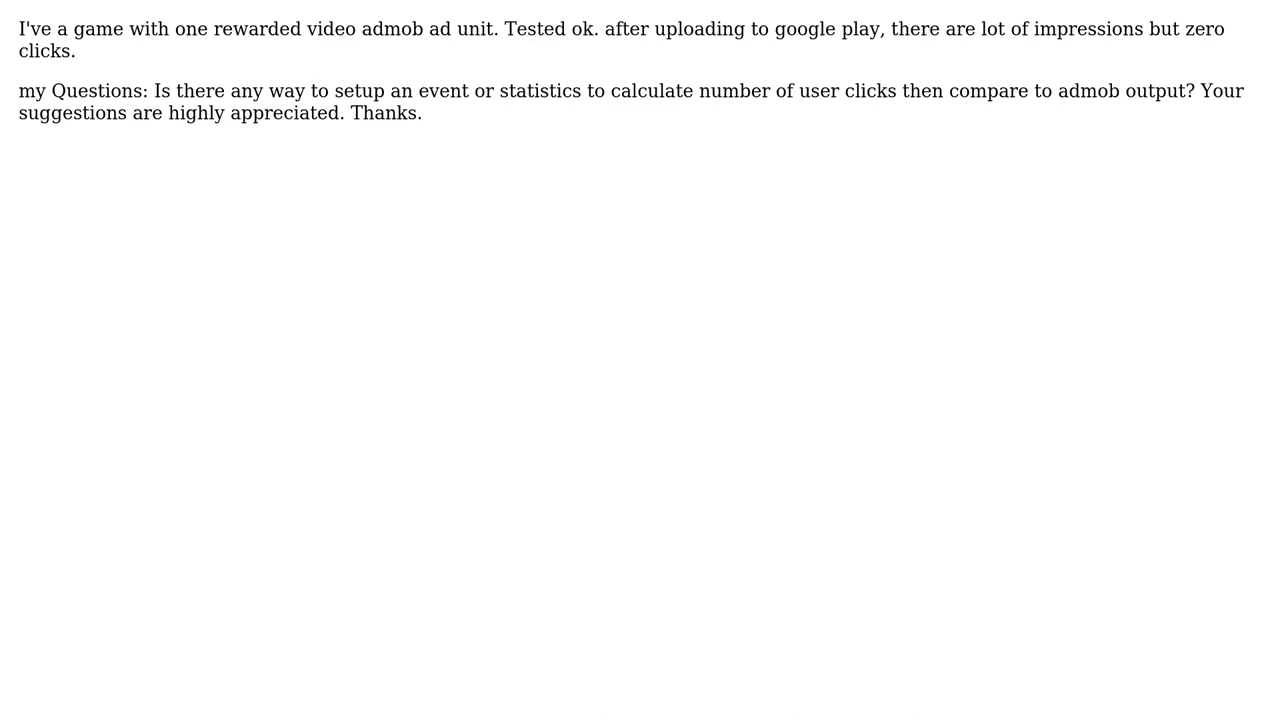 I've a game with one rewarded video admob ad unit. Tested ok. after uploading to google play, there are lot of impressions but zero
clicks.
my Questions: Is there any way to setup an event or statistics to calculate number of user clicks then compare to admob output? Your
suggestions are highly appreciated. Thanks.